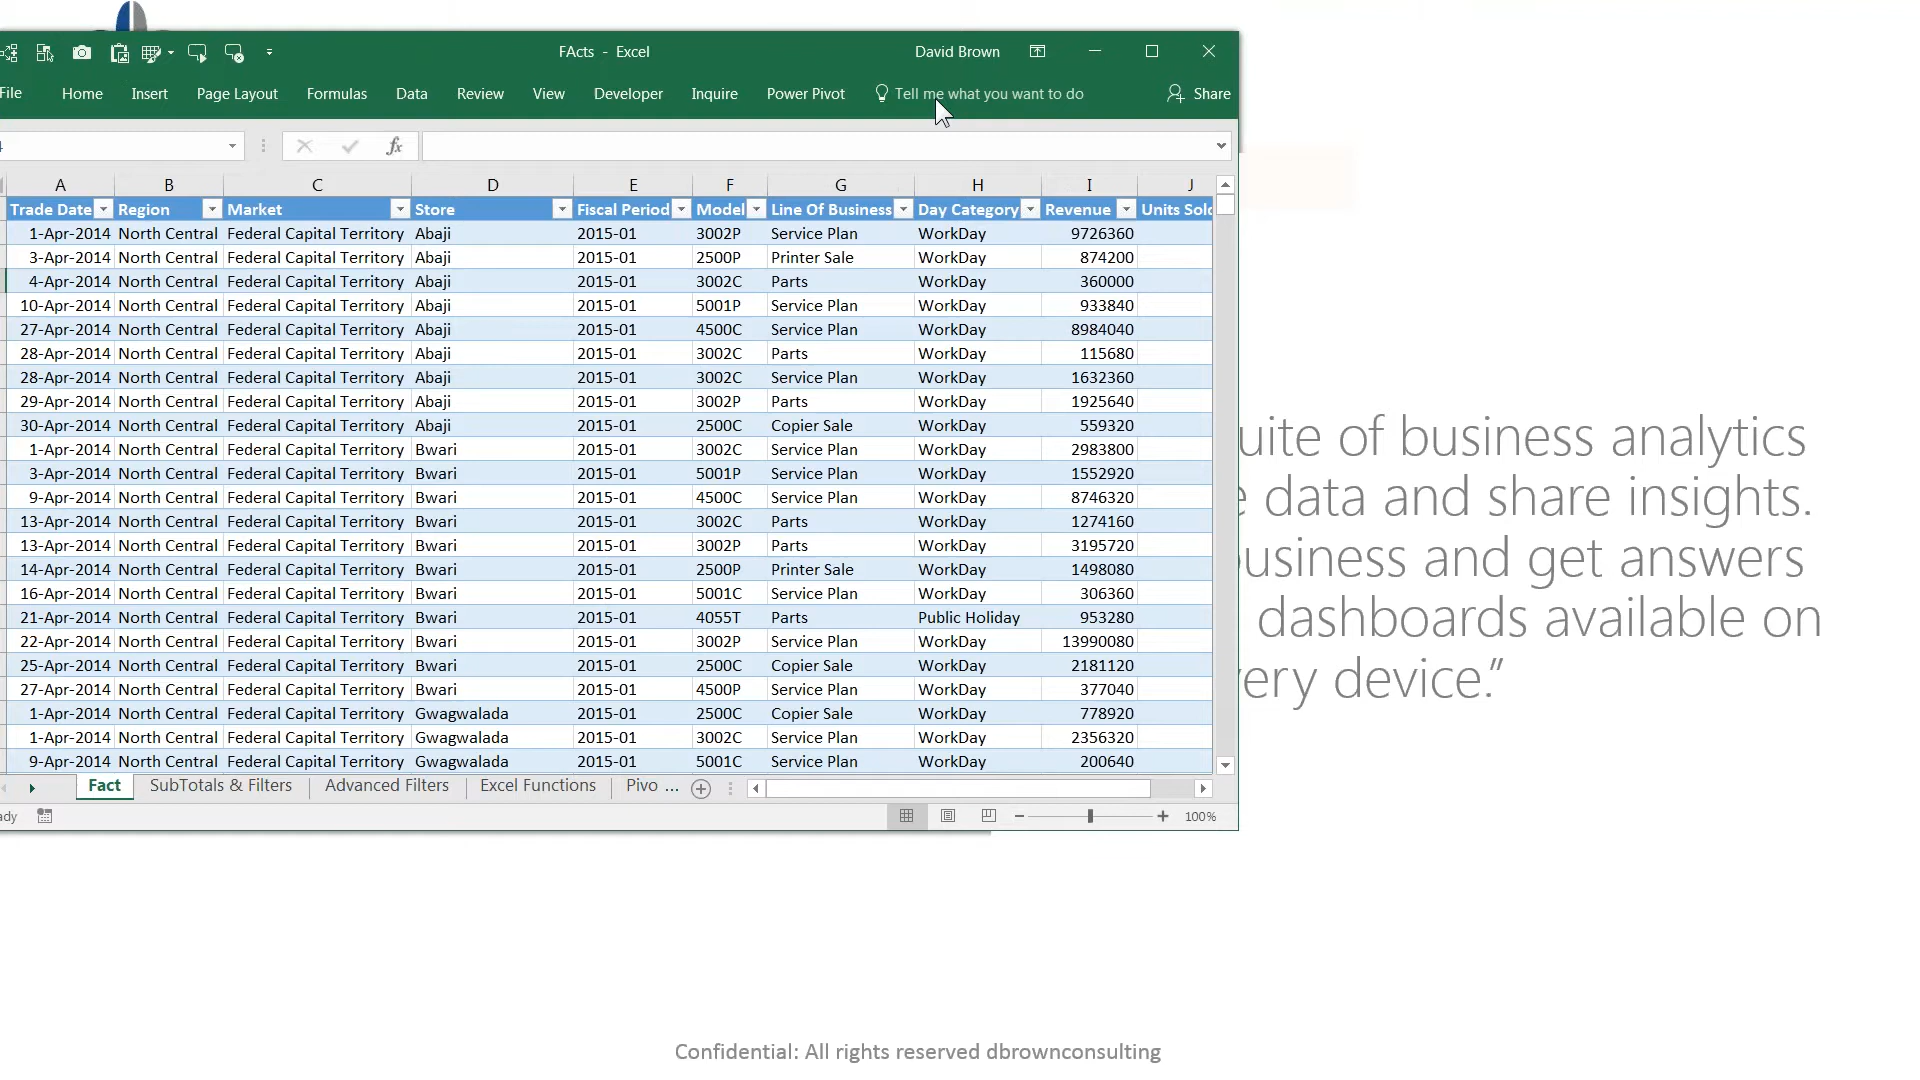 FActs - Excel
David Brown
File Home Insert Page Layout Formulas Data Review View Developer Inquire Power Pivot Tell me what you want to do Share
fx
A B C D E F G H I J
Trade Date Region Market Store Fiscal Period Model Line Of Business Day Category Revenue Units Sold
1-Apr-2014 North Central Federal Capital Territory Abaji 2015-01 3002P Service Plan WorkDay 9726360
3-Apr-2014 North Central Federal Capital Territory Abaji 2015-01 2500P Printer Sale WorkDay 874200
4-Apr-2014 North Central Federal Capital Territory Abaji 2015-01 3002C Parts WorkDay 360000
10-Apr-2014 North Central Federal Capital Territory Abaji 2015-01 5001P Service Plan WorkDay 933840
27-Apr-2014 North Central Federal Capital Territory Abaji 2015-01 4500C Service Plan WorkDay 8984040
28-Apr-2014 North Central Federal Capital Territory Abaji 2015-01 3002C Parts WorkDay 115680
28-Apr-2014 North Central Federal Capital Territory Abaji 2015-01 3002C Service Plan WorkDay 1632360
29-Apr-2014 North Central Federal Capital Territory Abaji 2015-01 3002P Parts WorkDay 1925640
30-Apr-2014 North Central Federal Capital Territory Abaji 2015-01 2500C Copier Sale WorkDay 559320
1-Apr-2014 North Central Federal Capital Territory Bwari 2015-01 3002C Service Plan WorkDay 2983800
3-Apr-2014 North Central Federal Capital Territory Bwari 2015-01 5001P Service Plan WorkDay 1552920
9-Apr-2014 North Central Federal Capital Territory Bwari 2015-01 4500C Service Plan WorkDay 8746320
13-Apr-2014 North Central Federal Capital Territory Bwari 2015-01 3002C Parts WorkDay 1274160
13-Apr-2014 North Central Federal Capital Territory Bwari 2015-01 3002P Parts WorkDay 3195720
14-Apr-2014 North Central Federal Capital Territory Bwari 2015-01 2500P Printer Sale WorkDay 1498080
16-Apr-2014 North Central Federal Capital Territory Bwari 2015-01 5001C Service Plan WorkDay 306360
21-Apr-2014 North Central Federal Capital Territory Bwari 2015-01 4055T Parts Public Holiday 953280
22-Apr-2014 North Central Federal Capital Territory Bwari 2015-01 3002P Service Plan WorkDay 13990080
25-Apr-2014 North Central Federal Capital Territory Bwari 2015-01 2500C Copier Sale WorkDay 2181120
27-Apr-2014 North Central Federal Capital Territory Bwari 2015-01 4500P Service Plan WorkDay 377040
1-Apr-2014 North Central Federal Capital Territory Gwagwalada 2015-01 2500C Copier Sale WorkDay 778920
1-Apr-2014 North Central Federal Capital Territory Gwagwalada 2015-01 3002C Service Plan WorkDay 2356320
9-Apr-2014 North Central Federal Capital Territory Gwagwalada 2015-01 5001C Service Plan WorkDay 200640
Fact SubTotals & Filters Advanced Filters Excel Functions Pivo ...
ady
100%
uite of business analytics
e data and share insights.
usiness and get answers
dashboards available on
very device.”
Confidential: All rights reserved dbrownconsulting